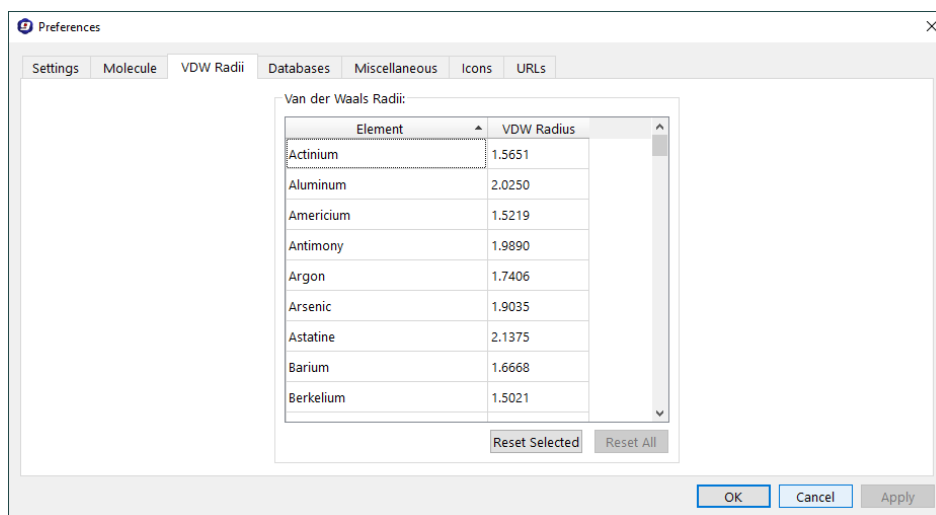 Preferences
Settings Molecule VDW Radii Databases Miscellaneous Icons URLs
Van der Waals Radii:
Element VDW Radius
Actinium 1.5651
Aluminum 2.0250
Americium 1.5219
Antimony 1.9890
Argon 1.7406
Arsenic 1.9035
Astatine 2.1375
Barium 1.6668
Berkelium 1.5021
Reset Selected Reset All
OK Cancel Apply